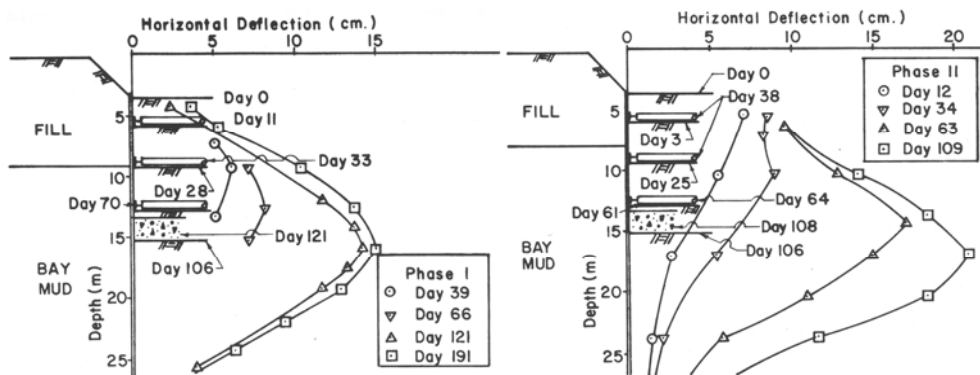 Horizontal Deflection (cm.)
0 5 10 15
Day 0
Day 11
5
FILL
Day 33
10
Day 28
Day 70
Day 121
15
Day 106
BAY
MUD
Depth (m)
20
25
Phase I
Day 39
Day 66
Day 121
Day 191
Horizontal Deflection (cm.)
0 5 10 15 20
Day 0
Day 38
5
FILL
Day 3
10
Day 25
Day 64
Day 61
Day 108
15
Day 106
BAY
MUD
Depth (m)
20
25
Phase II
Day 12
Day 34
Day 63
Day 109